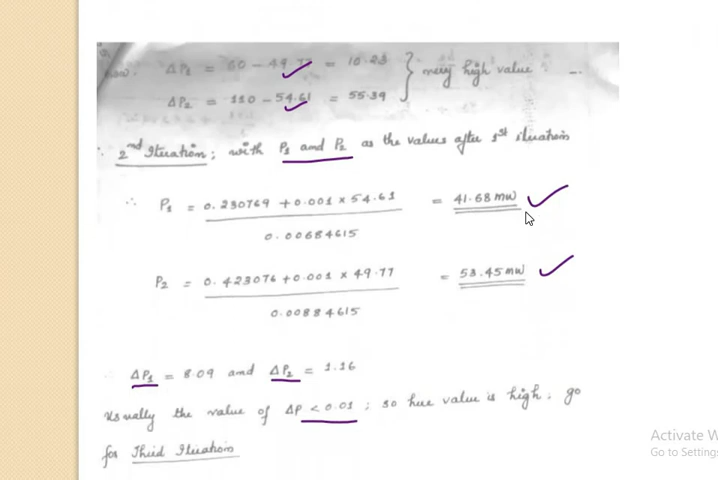 now. ΔP1 = 60 – 49.77 = 10.23
ΔP2 = 110 – 54.61 = 55.39 } very high value
∴ 2nd Iteration; with P1 and P2 as the values after 1st iteration
∴ P1 = 0.230769 + 0.001 x 54.61 = 41.68 mw
0.00684615
P2 = 0.423076 + 0.001 x 49.77 = 53.45 mw
0.00884615
∴ ΔP1 = 8.09 and ΔP2 = 1.16
Usually the value of ΔP < 0.01; so here value is high; go
for Third Iteration
Activate W
Go to Settings